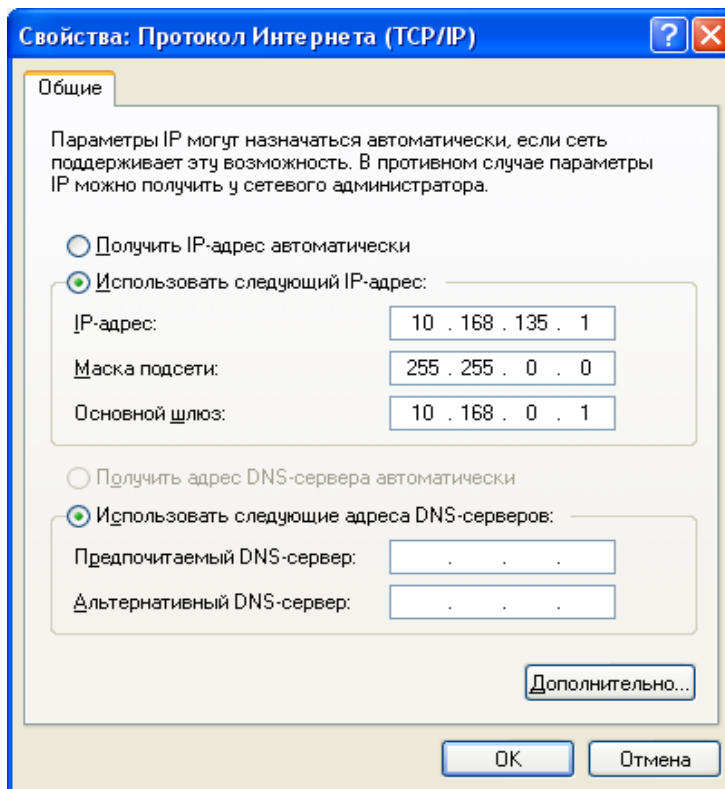 Свойства: Протокол Интернета (TCP/IP)
Общие
Параметры IP могут назначаться автоматически, если сеть
поддерживает эту возможность. В противном случае параметры
IP можно получить у сетевого администратора.
Получить IP-адрес автоматически
Использовать следующий IP-адрес:
IP-адрес: 10 . 168 . 135 . 1
Маска подсети: 255 . 255 . 0 . 0
Основной шлюз: 10 . 168 . 0 . 1
Получить адрес DNS-сервера автоматически
Использовать следующие адреса DNS-серверов:
Предпочитаемый DNS-сервер: . . .
Альтернативный DNS-сервер: . . .
Дополнительно...
OK Отмена